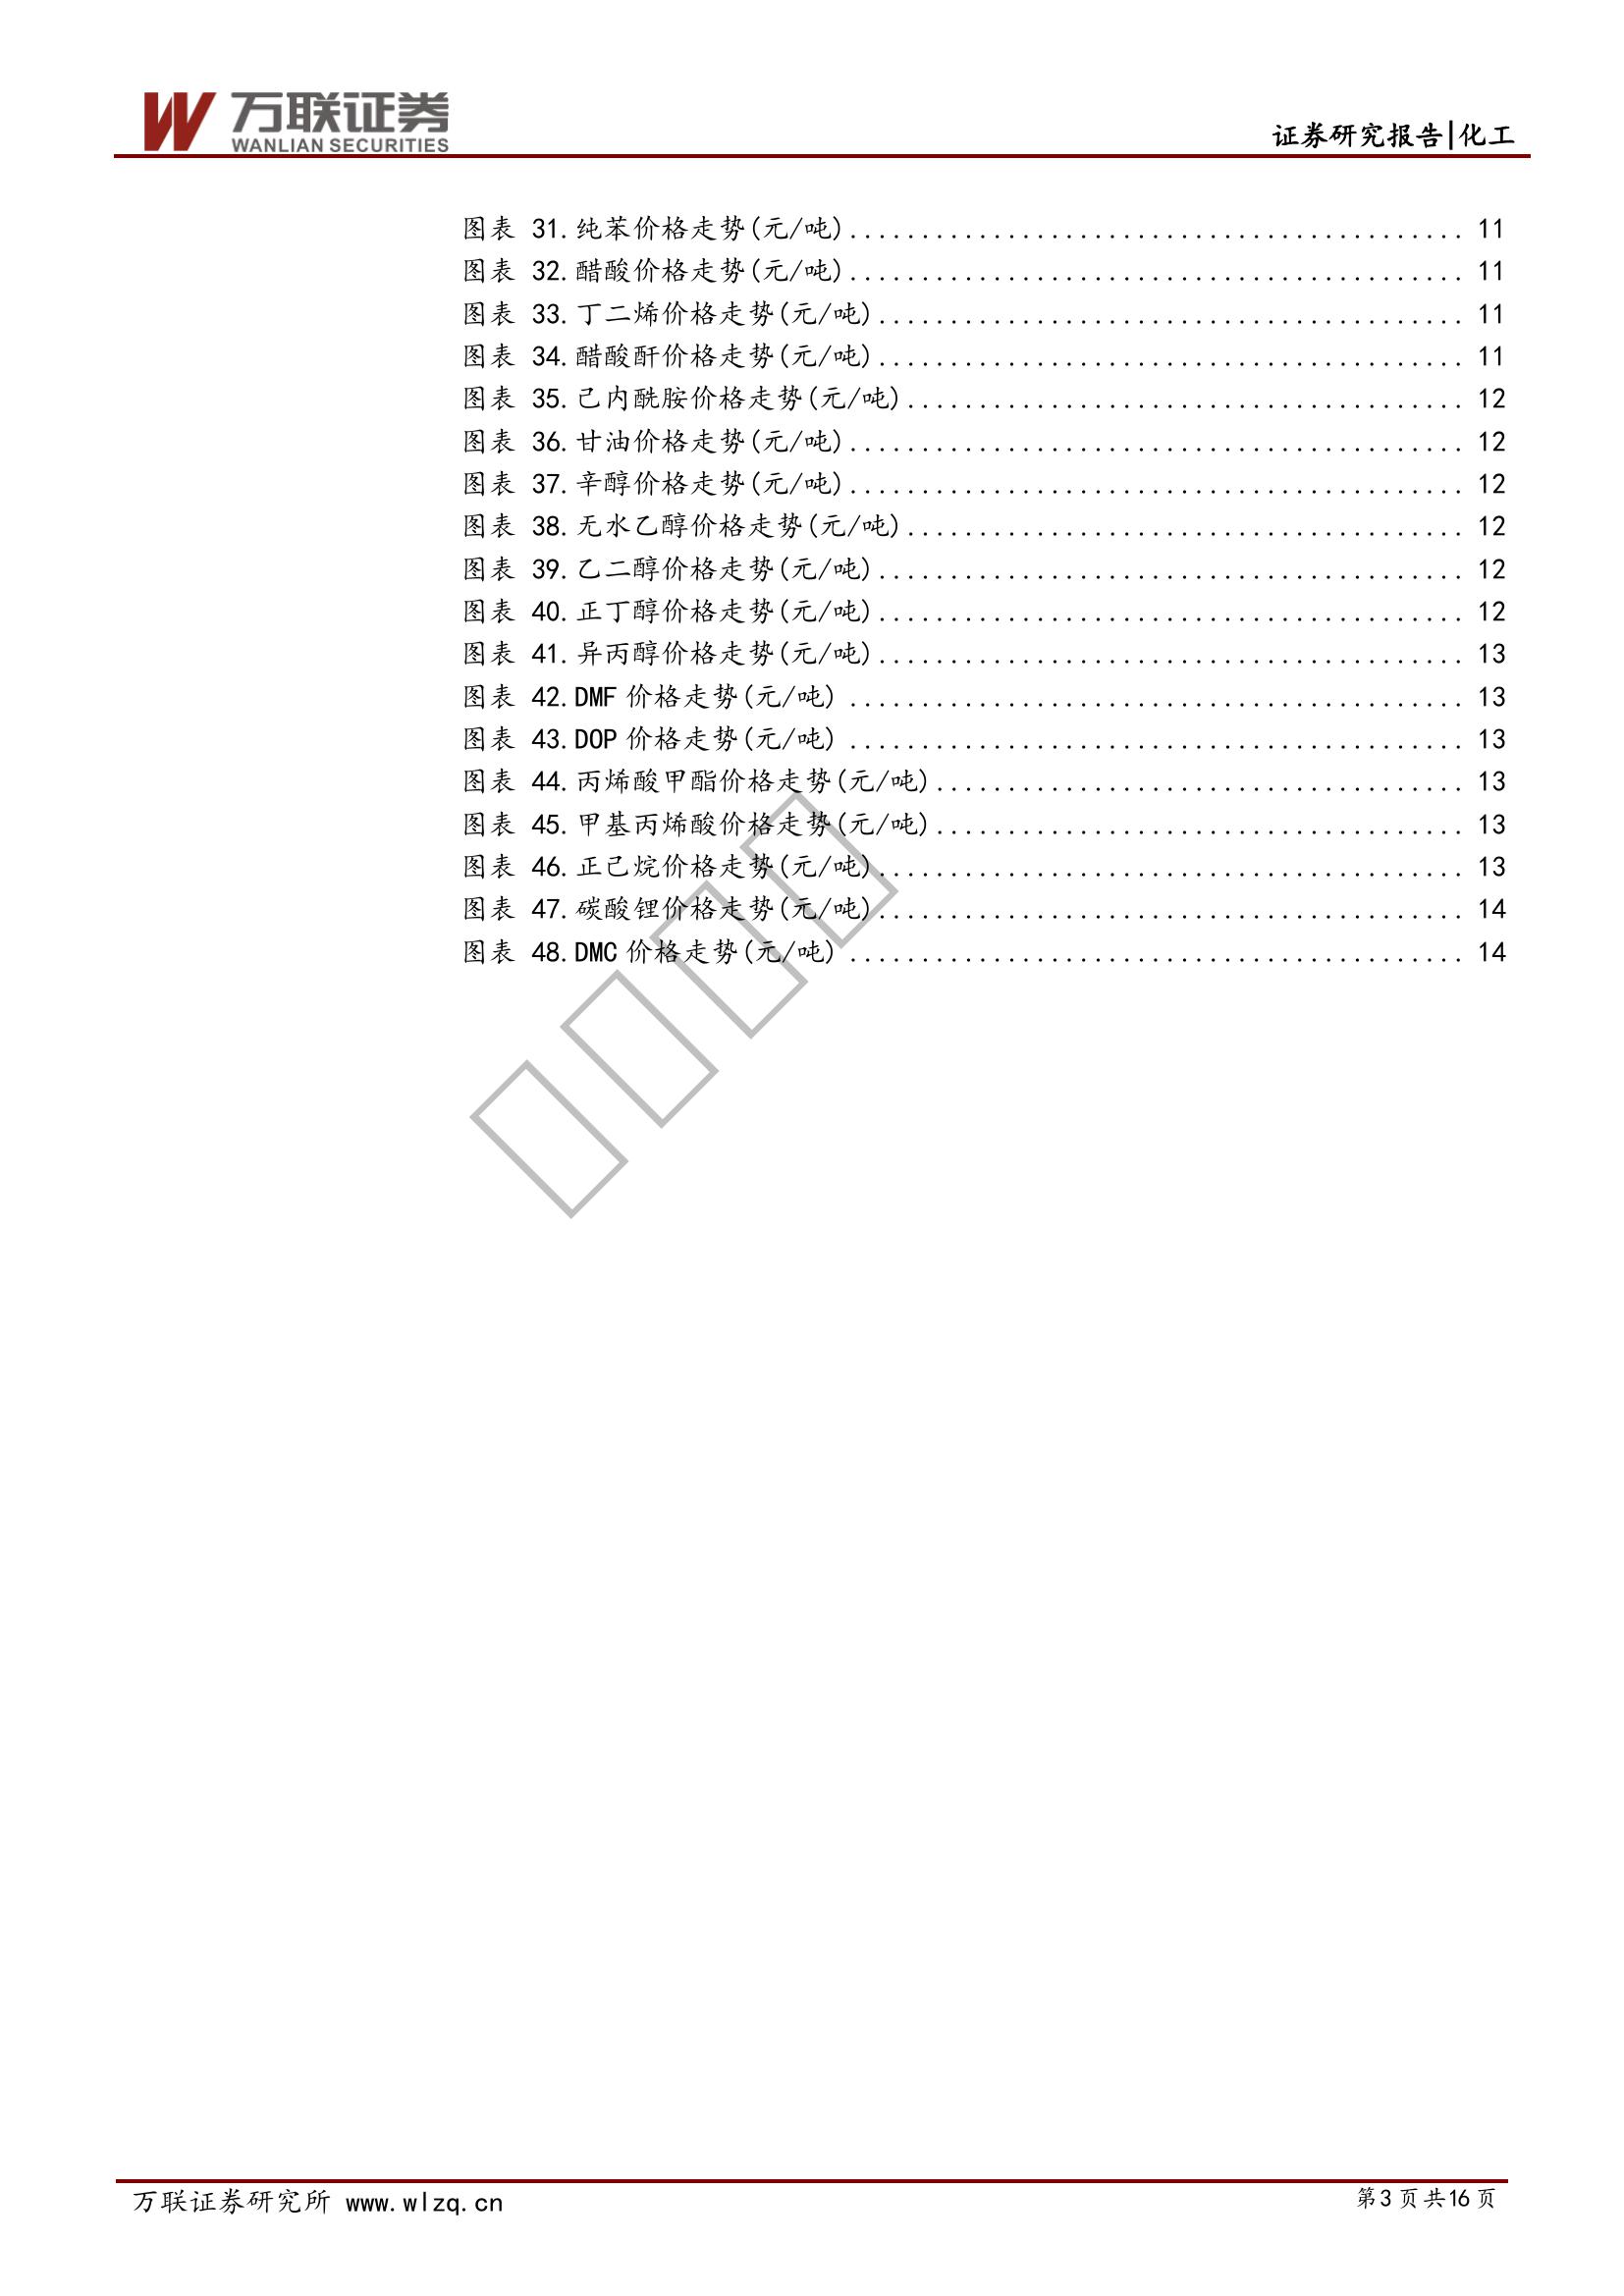 万联证券
WANLIAN SECURITIES
证券研究报告|化工
图表 31.纯苯价格走势(元/吨)........................................... 11
图表 32.醋酸价格走势(元/吨)........................................... 11
图表 33.丁二烯价格走势(元/吨)......................................... 11
图表 34.醋酸酐价格走势(元/吨)......................................... 11
图表 35.己内酰胺价格走势(元/吨)....................................... 12
图表 36.甘油价格走势(元/吨)........................................... 12
图表 37.辛醇价格走势(元/吨)........................................... 12
图表 38.无水乙醇价格走势(元/吨)....................................... 12
图表 39.乙二醇价格走势(元/吨)......................................... 12
图表 40.正丁醇价格走势(元/吨)......................................... 12
图表 41.异丙醇价格走势(元/吨)......................................... 13
图表 42.DMF 价格走势(元/吨) ........................................... 13
图表 43.DOP 价格走势(元/吨) ........................................... 13
图表 44.丙烯酸甲酯价格走势(元/吨)..................................... 13
图表 45.甲基丙烯酸价格走势(元/吨)..................................... 13
图表 46.正己烷价格走势(元/吨)......................................... 13
图表 47.碳酸锂价格走势(元/吨)......................................... 14
图表 48.DMC 价格走势(元/吨) ........................................... 14
万联证券研究所 www.wlzq.cn
第3页共16页